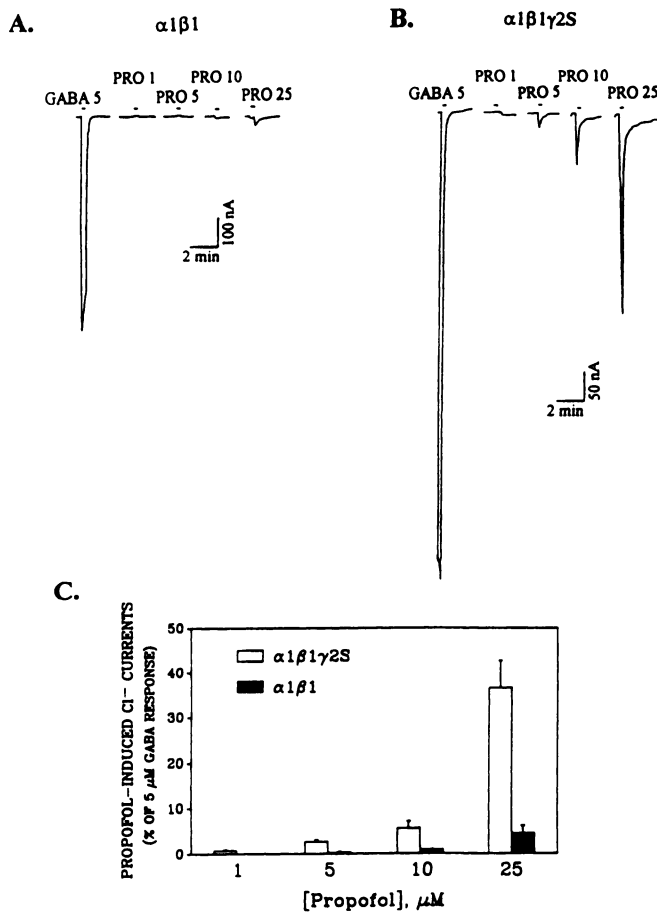 A.
α1β1
GABA 5 PRO 1 PRO 5 PRO 10 PRO 25
100 nA
2 min
B.
α1β1γ2S
GABA 5 PRO 1 PRO 5 PRO 10 PRO 25
50 nA
2 min
C.
PROPOFOL-INDUCED Cl- CURRENTS
(% OF 5 μM GABA RESPONSE)
50
40
30
20
10
0
α1β1γ2S
α1β1
1 5 10 25
[Propofol], μM